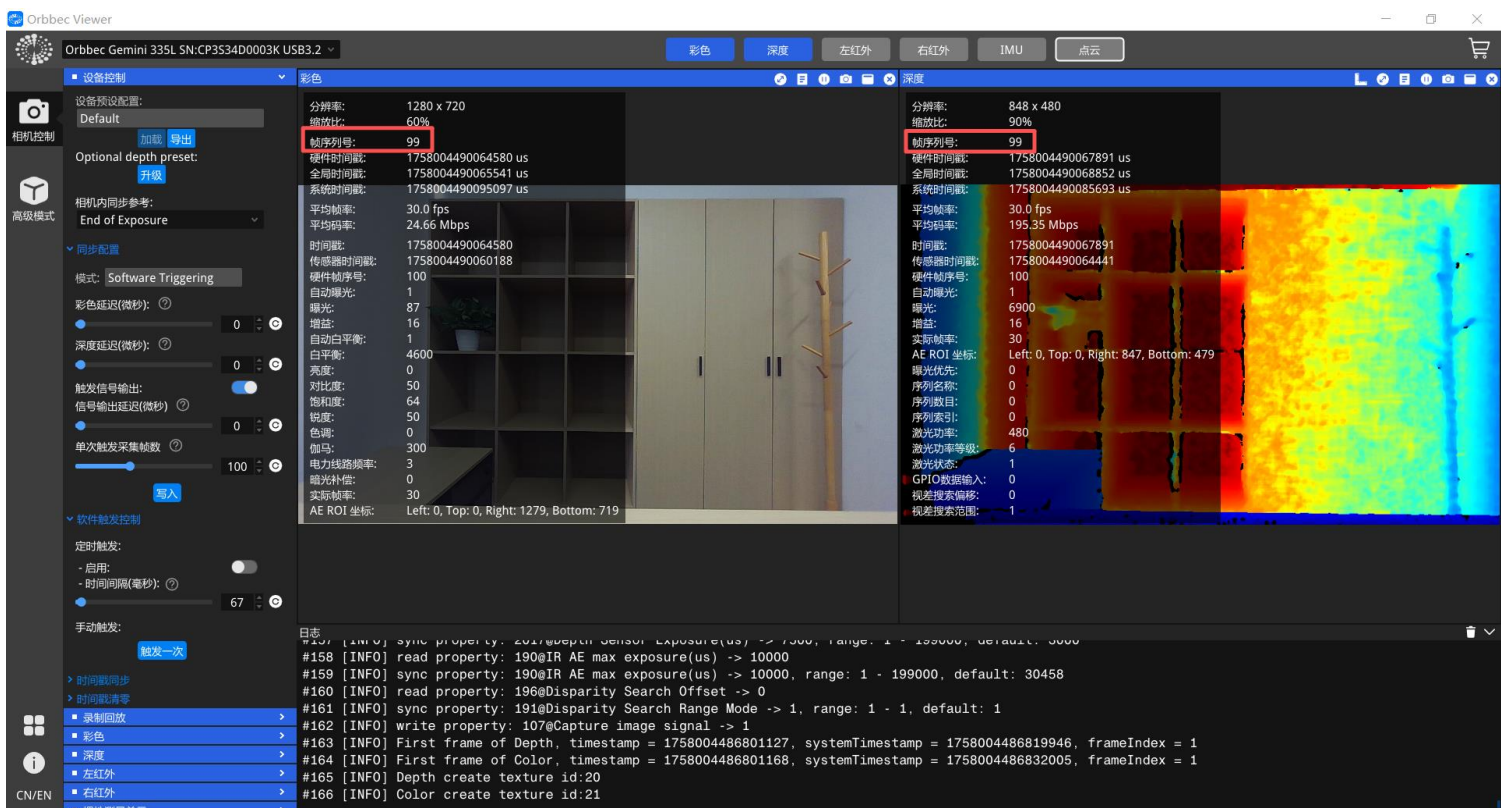 Orbbec Viewer
Orbbec Gemini 335L SN:CP3S34D0003K USB3.2
彩色 深度 左红外 右红外 IMU 点云
相机控制
高级模式
CN/EN
设备控制
设备预设配置:
Default
加载 导出
Optional depth preset:
升级
相机内同步参考:
End of Exposure
同步配置
模式: Software Triggering
彩色延迟(微秒): ?
0
深度延迟(微秒): ?
0
触发信号输出:
信号输出延迟(微秒) ?
0
单次触发采集帧数 ?
100
写入
软件触发控制
定时触发:
- 启用:
- 时间间隔(毫秒): ?
67
手动触发:
触发一次
时间戳同步
时间戳清零
录制回放
彩色
深度
左红外
右红外
彩色
分辨率: 1280 x 720
缩放比: 60%
帧序列号: 99
硬件时间戳: 1758004490064580 us
全局时间戳: 1758004490065541 us
系统时间戳: 1758004490095097 us
平均帧率: 30.0 fps
平均码率: 24.66 Mbps
时间戳: 1758004490064580
传感器时间戳: 1758004490060188
硬件帧序号: 100
自动曝光: 1
曝光: 87
增益: 16
自动白平衡: 1
白平衡: 4600
亮度: 0
对比度: 50
饱和度: 64
锐度: 50
色调: 0
伽马: 300
电力线路频率: 3
暗光补偿: 0
实际帧率: 30
AE ROI 坐标: Left: 0, Top: 0, Right: 1279, Bottom: 719
深度
分辨率: 848 x 480
缩放比: 90%
帧序列号: 99
硬件时间戳: 1758004490067891 us
全局时间戳: 1758004490068852 us
系统时间戳: 1758004490085693 us
平均帧率: 30.0 fps
平均码率: 195.35 Mbps
时间戳: 1758004490067891
传感器时间戳: 1758004490064441
硬件帧序号: 100
自动曝光: 1
曝光: 6900
增益: 16
实际帧率: 30
AE ROI 坐标: Left: 0, Top: 0, Right: 847, Bottom: 479
曝光优先: 0
序列名称: 0
序列数目: 0
序列索引: 0
激光功率: 480
激光功率等级: 6
激光状态: 1
GPIO数据输入: 0
视差搜索偏移: 0
视差搜索范围: 1
日志
#157 [INFO] sync property: 2017@Depth Sensor Exposure(us) -> 7500, range: 1 - 199000, default: 3000
#158 [INFO] read property: 190@IR AE max exposure(us) -> 10000
#159 [INFO] sync property: 190@IR AE max exposure(us) -> 10000, range: 1 - 199000, default: 30458
#160 [INFO] read property: 196@Disparity Search Offset -> 0
#161 [INFO] sync property: 191@Disparity Search Range Mode -> 1, range: 1 - 1, default: 1
#162 [INFO] write property: 107@Capture image signal -> 1
#163 [INFO] First frame of Depth, timestamp = 1758004486801127, systemTimestamp = 1758004486819946, frameIndex = 1
#164 [INFO] First frame of Color, timestamp = 1758004486801168, systemTimestamp = 1758004486832005, frameIndex = 1
#165 [INFO] Depth create texture id:20
#166 [INFO] Color create texture id:21